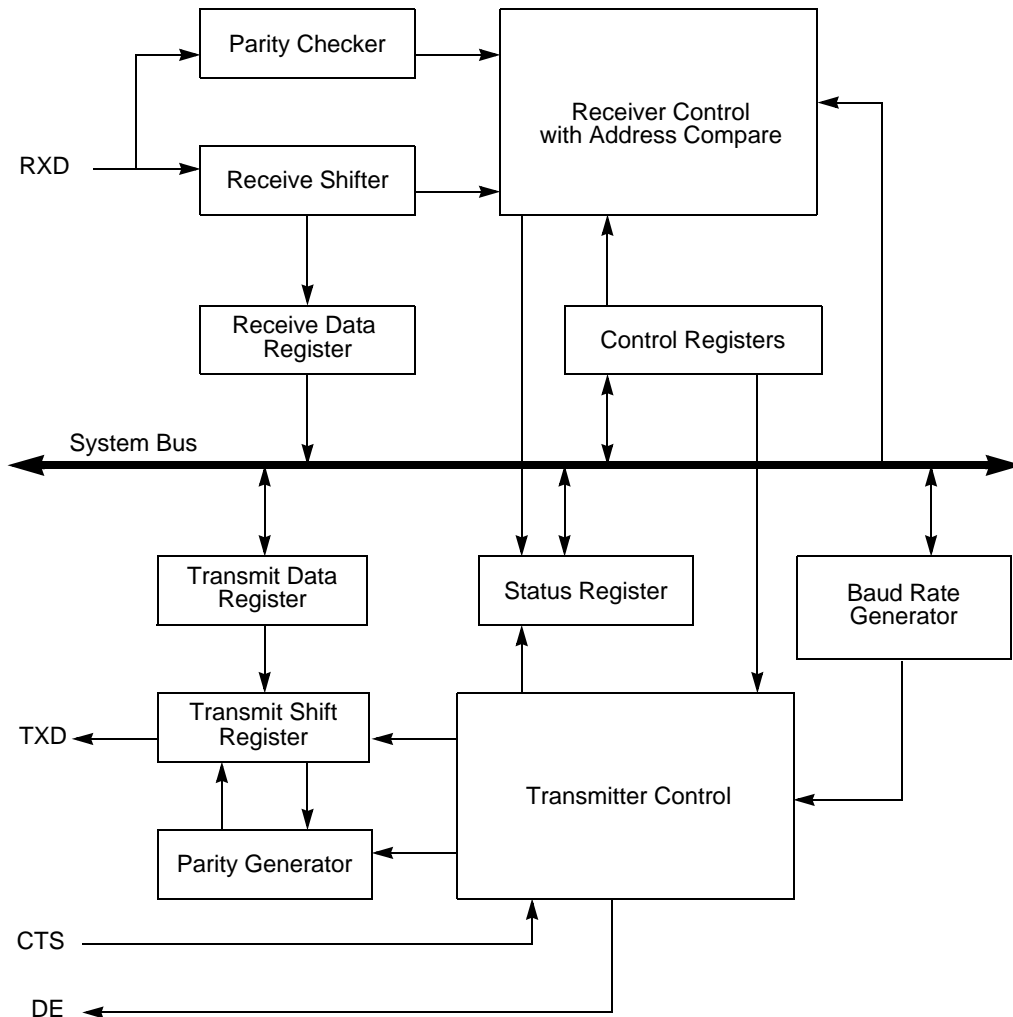 Parity Checker
Receiver Control
with Address Compare
RXD
Receive Shifter
Receive Data
Register
Control Registers
System Bus
Transmit Data
Register
Status Register
Baud Rate
Generator
Transmit Shift
Register
TXD
Transmitter Control
Parity Generator
CTS
DE